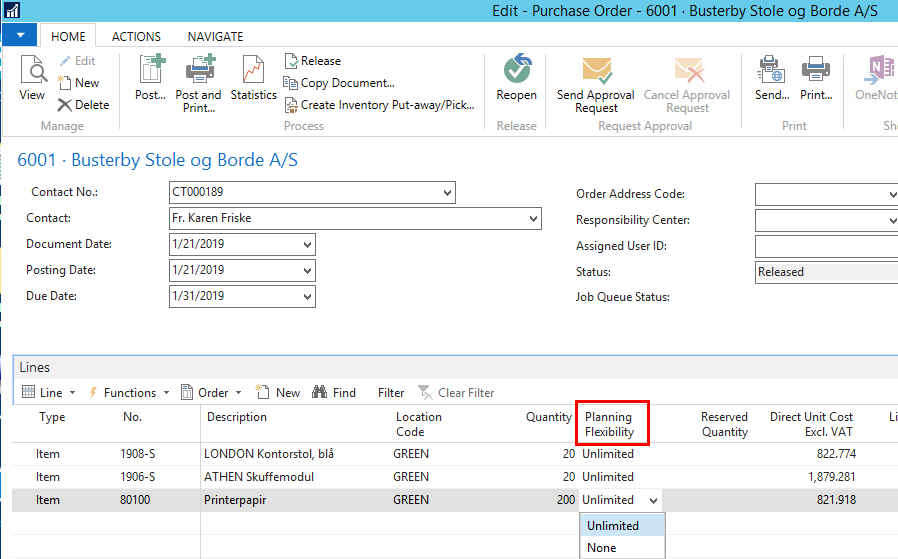 Edit - Purchase Order - 6001 · Busterby Stole og Borde A/S
HOME ACTIONS NAVIGATE
View
Edit
New
Delete
Manage
Post...
Post and
Print...
Statistics
Release
Copy Document...
Create Inventory Put-away/Pick...
Process
Reopen
Release
Send Approval
Request
Cancel Approval
Request
Request Approval
Send... Print...
Print
OneNot
Sh
6001 · Busterby Stole og Borde A/S
Contact No.: CT000189
Contact: Fr. Karen Friske
Document Date: 1/21/2019
Posting Date: 1/21/2019
Due Date: 1/31/2019
Order Address Code:
Responsibility Center:
Assigned User ID:
Status: Released
Job Queue Status:
Lines
Line Functions Order New Find Filter Clear Filter
Type No. Description Location Code Quantity Planning Flexibility Reserved Quantity Direct Unit Cost Excl. VAT Li
Item 1908-S LONDON Kontorstol, blå GREEN 20 Unlimited 822.774
Item 1906-S ATHEN Skuffemodul GREEN 20 Unlimited 1,879.281
Item 80100 Printerpapir GREEN 200 Unlimited 821.918
Unlimited
None